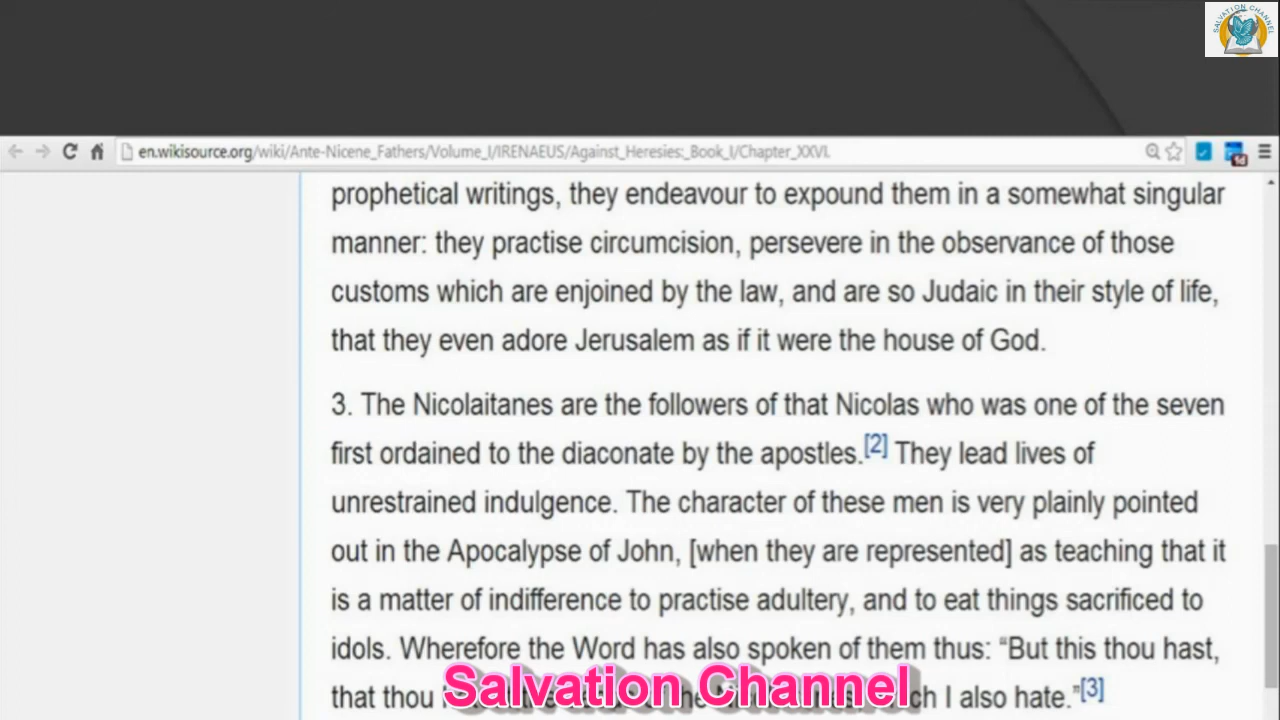 SALVATION CHANNEL
en.wikisource.org/wiki/Ante-Nicene_Fathers/Volume_I/IRENAEUS/Against_Heresies:_Book_I/Chapter_XXVI.
prophetical writings, they endeavour to expound them in a somewhat singular
manner: they practise circumcision, persevere in the observance of those
customs which are enjoined by the law, and are so Judaic in their style of life,
that they even adore Jerusalem as if it were the house of God.
3. The Nicolaitanes are the followers of that Nicolas who was one of the seven
first ordained to the diaconate by the apostles.[2] They lead lives of
unrestrained indulgence. The character of these men is very plainly pointed
out in the Apocalypse of John, [when they are represented] as teaching that it
is a matter of indifference to practise adultery, and to eat things sacrificed to
idols. Wherefore the Word has also spoken of them thus: “But this thou hast,
that thou I also hate.”[3]
Salvation Channel